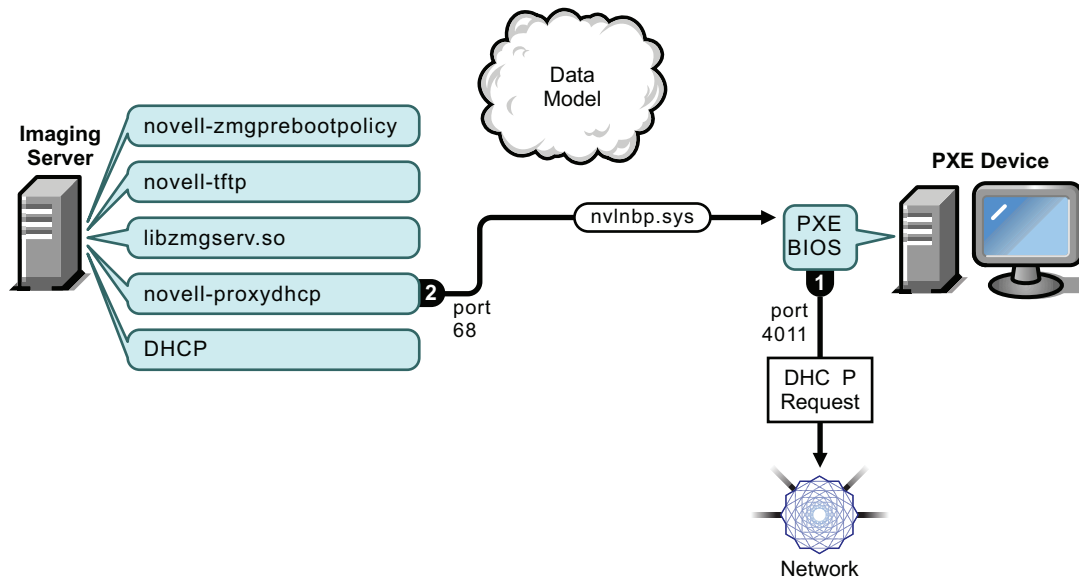 Data
Model
Imaging
Server
novell-zmgprebootpolicy
novell-tftp
libzmgserv.so
novell-proxydhcp
DHCP
2
port
68
nvlnbp.sys
PXE
BIOS
PXE Device
1
port
4011
DHC P
Request
Network